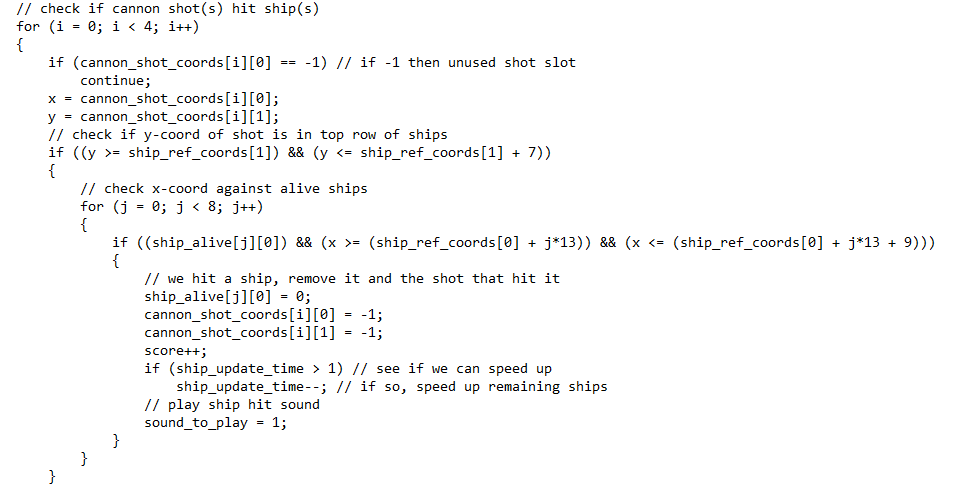 // check if cannon shot(s) hit ship(s)
for (i = 0; i < 4; i++)
{
    if (cannon_shot_coords[i][0] == -1) // if -1 then unused shot slot
        continue;
    x = cannon_shot_coords[i][0];
    y = cannon_shot_coords[i][1];
    // check if y-coord of shot is in top row of ships
    if ((y >= ship_ref_coords[1]) && (y <= ship_ref_coords[1] + 7))
    {
        // check x-coord against alive ships
        for (j = 0; j < 8; j++)
        {
            if ((ship_alive[j][0]) && (x >= (ship_ref_coords[0] + j*13)) && (x <= (ship_ref_coords[0] + j*13 + 9)))
            {
                // we hit a ship, remove it and the shot that hit it
                ship_alive[j][0] = 0;
                cannon_shot_coords[i][0] = -1;
                cannon_shot_coords[i][1] = -1;
                score++;
                if (ship_update_time > 1) // see if we can speed up
                    ship_update_time--; // if so, speed up remaining ships
                // play ship hit sound
                sound_to_play = 1;
            }
        }
    }